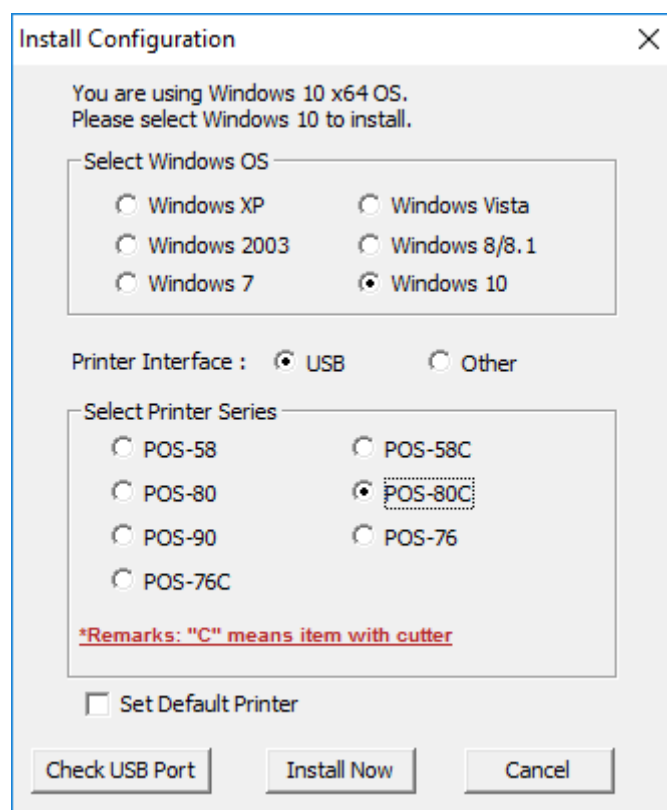 Install Configuration
You are using Windows 10 x64 OS.
Please select Windows 10 to install.
Select Windows OS
Windows XP Windows Vista
Windows 2003 Windows 8/8.1
Windows 7 Windows 10
Printer Interface : USB Other
Select Printer Series
POS-58 POS-58C
POS-80 POS-80C
POS-90 POS-76
POS-76C
*Remarks: "C" means item with cutter
Set Default Printer
Check USB Port Install Now Cancel